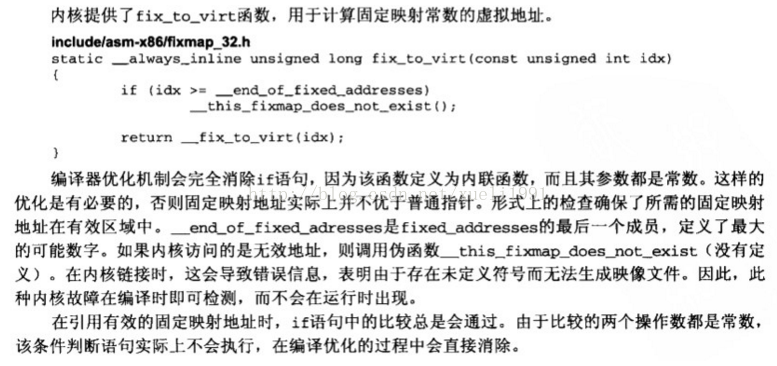 内核提供了fix_to_virt函数,用于计算固定映射常数的虚拟地址。
include/asm-x86/fixmap_32.h
static __always_inline unsigned long fix_to_virt(const unsigned int idx)
{
if (idx >= __end_of_fixed_addresses)
__this_fixmap_does_not_exist();
return __fix_to_virt(idx);
}
编译器优化机制会完全消除if语句,因为该函数定义为内联函数,而且其参数都是常数。这样的
http://blog.csdn.net/xueli1991
优化是有必要的,否则固定映射地址实际上并不优于普通指针。形式上的检查确保了所需的固定映射
地址在有效区域中。__end_of_fixed_adresses是fixed_addresses的最后一个成员,定义了最大
的可能数字。如果内核访问的是无效地址,则调用伪函数__this_fixmap_does_not_exist(没有定
义)。在内核链接时,这会导致错误信息,表明由于存在未定义符号而无法生成映像文件。因此,此
种内核故障在编译时即可检测,而不会在运行时出现。
在引用有效的固定映射地址时,if语句中的比较总是会通过。由于比较的两个操作数都是常数,
该条件判断语句实际上不会执行,在编译优化的过程中会直接消除。